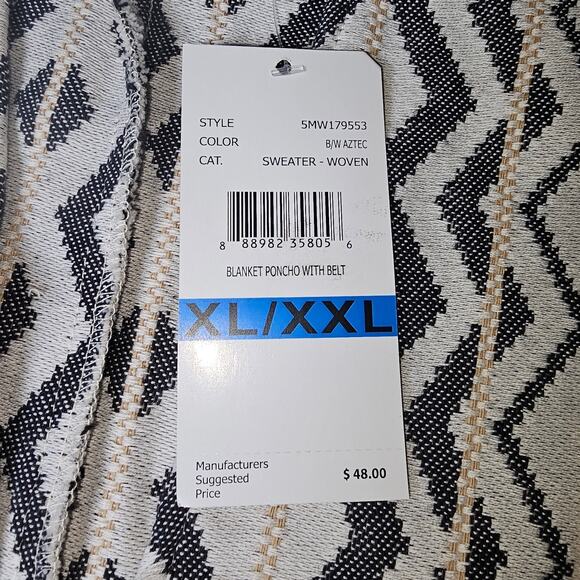 STYLE 5MW179553
COLOR B/W AZTEC
CAT. SWEATER - WOVEN
8 88982 35805 6
BLANKET PONCHO WITH BELT
XL/XXL
Manufacturers
Suggested $ 48.00
Price